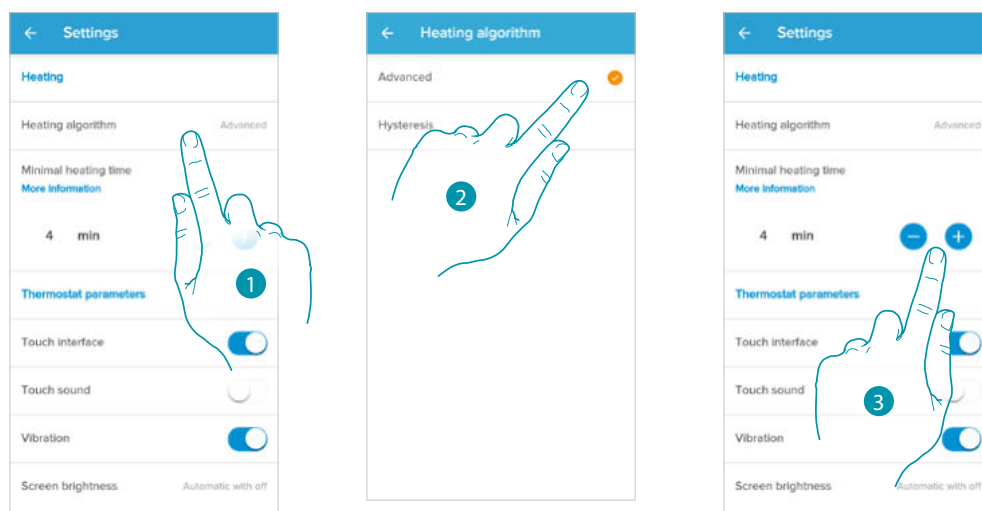 ← Settings
Heating
Heating algorithm Advanced
Minimal heating time
More information
4 min +
1
Thermostat parameters
Touch interface
Touch sound
Vibration
Screen brightness Automatic with off
← Heating algorithm
Advanced
Hysteresis
2
← Settings
Heating
Heating algorithm Advanced
Minimal heating time
More information
4 min − +
Thermostat parameters
Touch interface
Touch sound
3
Vibration
Screen brightness Automatic with off